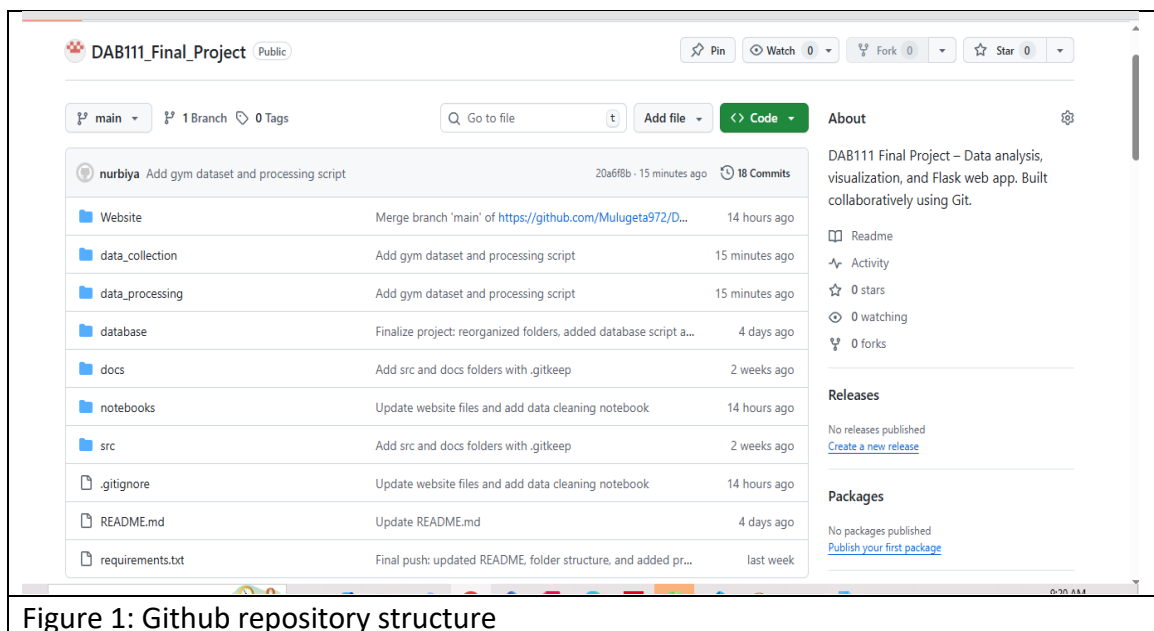 DAB111_Final_Project Public
Pin Watch 0 Fork 0 Star 0
main 1 Branch 0 Tags Go to file t Add file <> Code
About
nurbiya Add gym dataset and processing script 20a6f8b · 15 minutes ago 18 Commits
DAB111 Final Project – Data analysis,
visualization, and Flask web app. Built
collaboratively using Git.
Website Merge branch 'main' of https://github.com/Mulugeta972/D... 14 hours ago
Readme
data_collection Add gym dataset and processing script 15 minutes ago
Activity
data_processing Add gym dataset and processing script 15 minutes ago
0 stars
0 watching
database Finalize project: reorganized folders, added database script a... 4 days ago
0 forks
docs Add src and docs folders with .gitkeep 2 weeks ago
Releases
notebooks Update website files and add data cleaning notebook 14 hours ago
No releases published
Create a new release
src Add src and docs folders with .gitkeep 2 weeks ago
.gitignore Update website files and add data cleaning notebook 14 hours ago
Packages
README.md Update README.md 4 days ago
No packages published
Publish your first package
requirements.txt Final push: updated README, folder structure, and added pr... last week
9:20 AM
Figure 1: Github repository structure